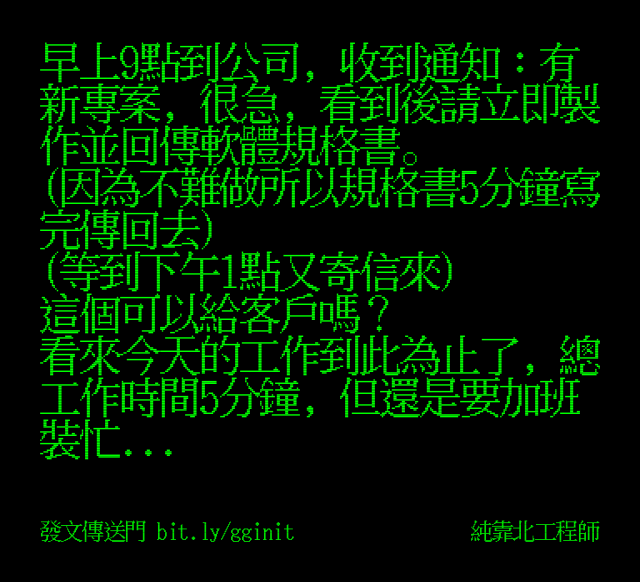 早上9點到公司, 收到通知：有
新專案, 很急, 看到後請立即製
作並回傳軟體規格書。
(因為不難做所以規格書5分鐘寫
完傳回去)
(等到下午1點又寄信來)
這個可以給客戶嗎？
看來今天的工作到此為止了, 總
工作時間5分鐘, 但還是要加班
裝忙...
發文傳送門 bit.ly/gginit
純靠北工程師